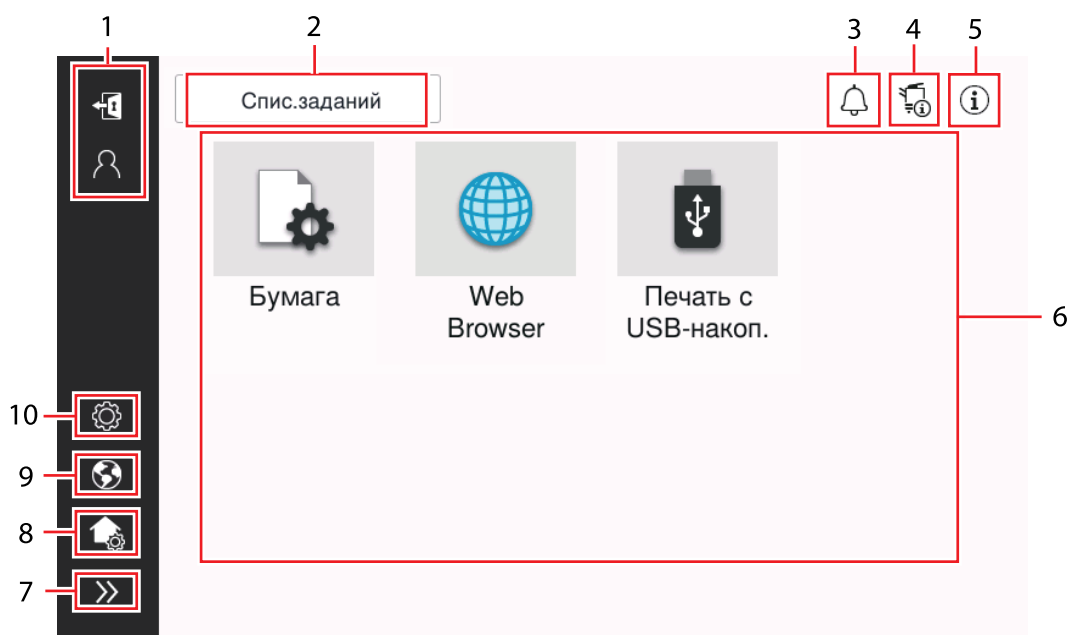 1
2
3
4
5
Спис.заданий
Бумага
Web
Browser
Печать с
USB-накоп.
6
10
9
8
7